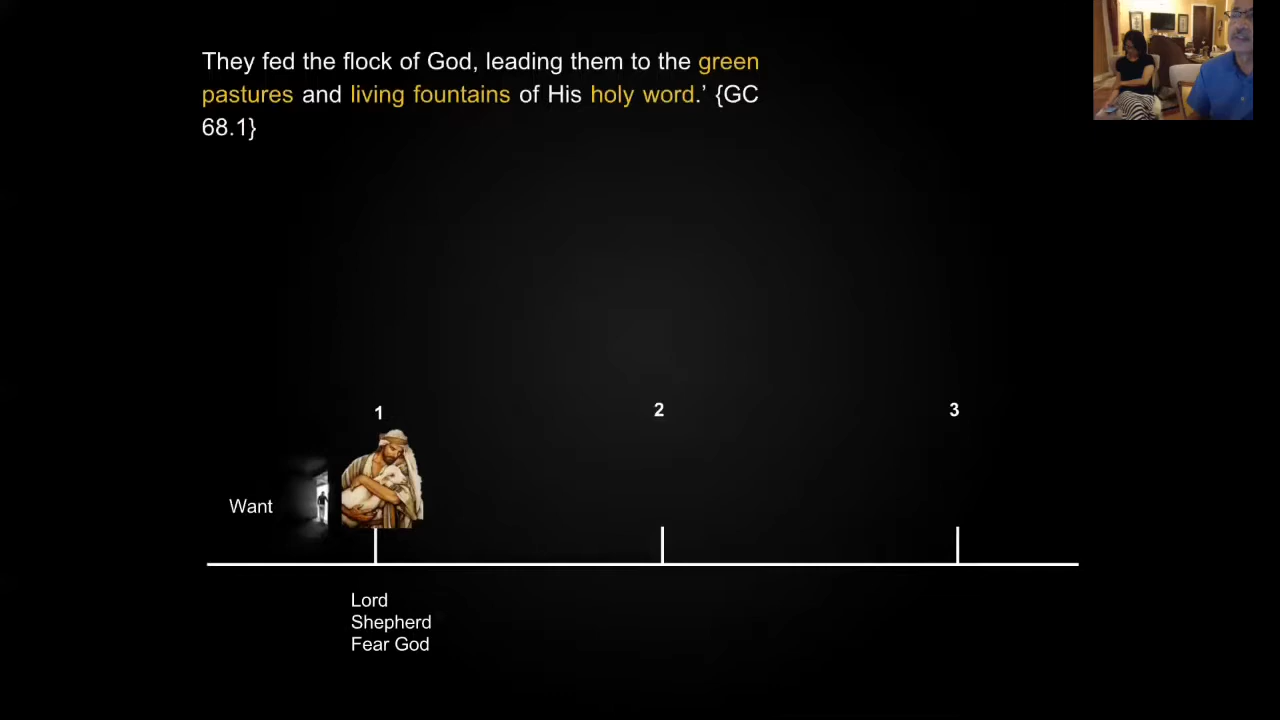 They fed the flock of God, leading them to the green
pastures and living fountains of His holy word.’ {GC
68.1}
1
2
3
Want
Lord
Shepherd
Fear God